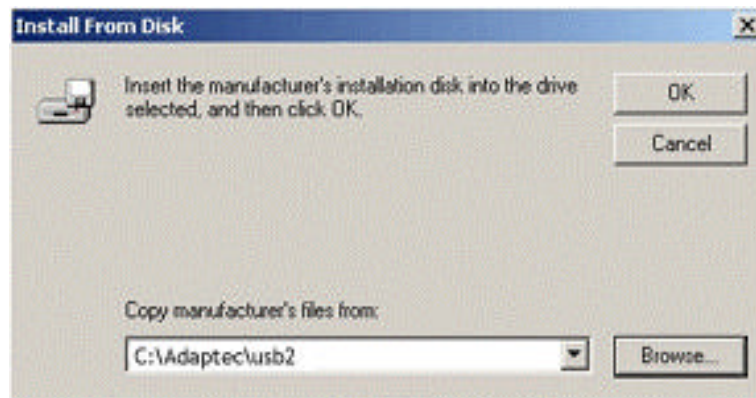 Install From Disk
Insert the manufacturer's installation disk into the drive
selected, and then click OK.
OK
Cancel
Copy manufacturer's files from:
C:\Adaptec\usb2
Browse...